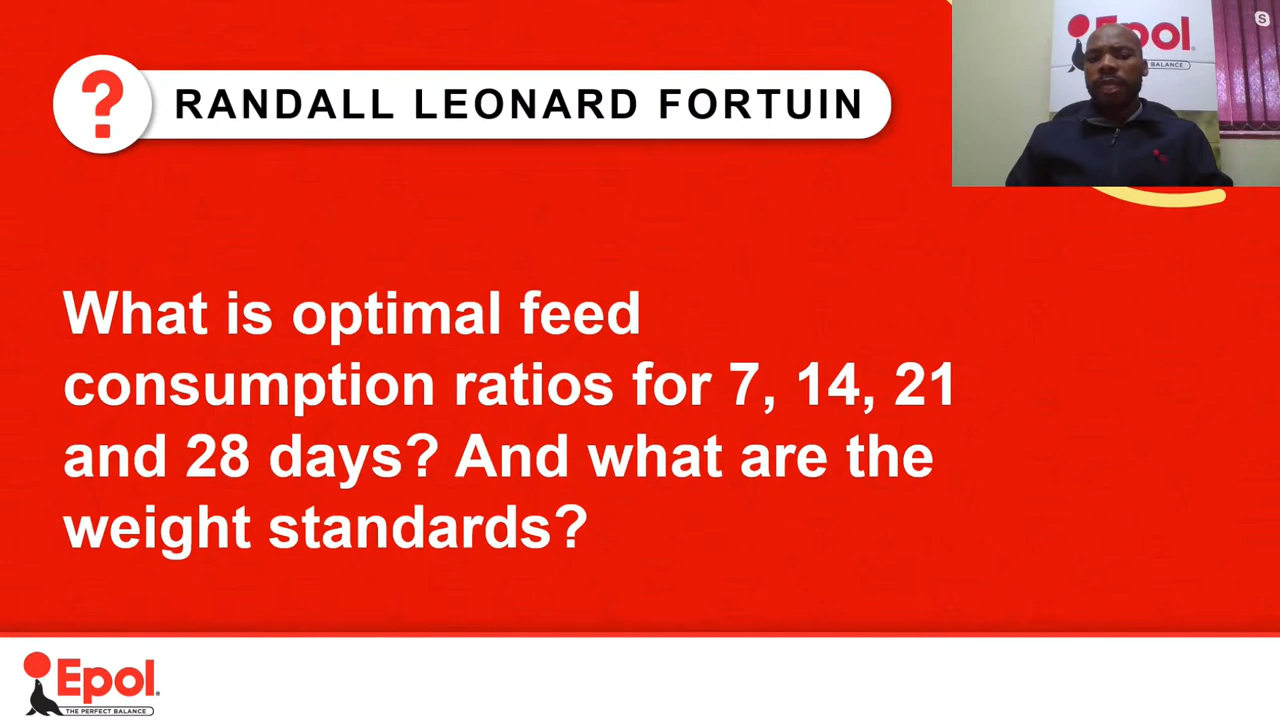 Epol
BALANCE
S
?
RANDALL LEONARD FORTUIN
What is optimal feed
consumption ratios for 7, 14, 21
and 28 days? And what are the
weight standards?
Epol®
THE PERFECT BALANCE